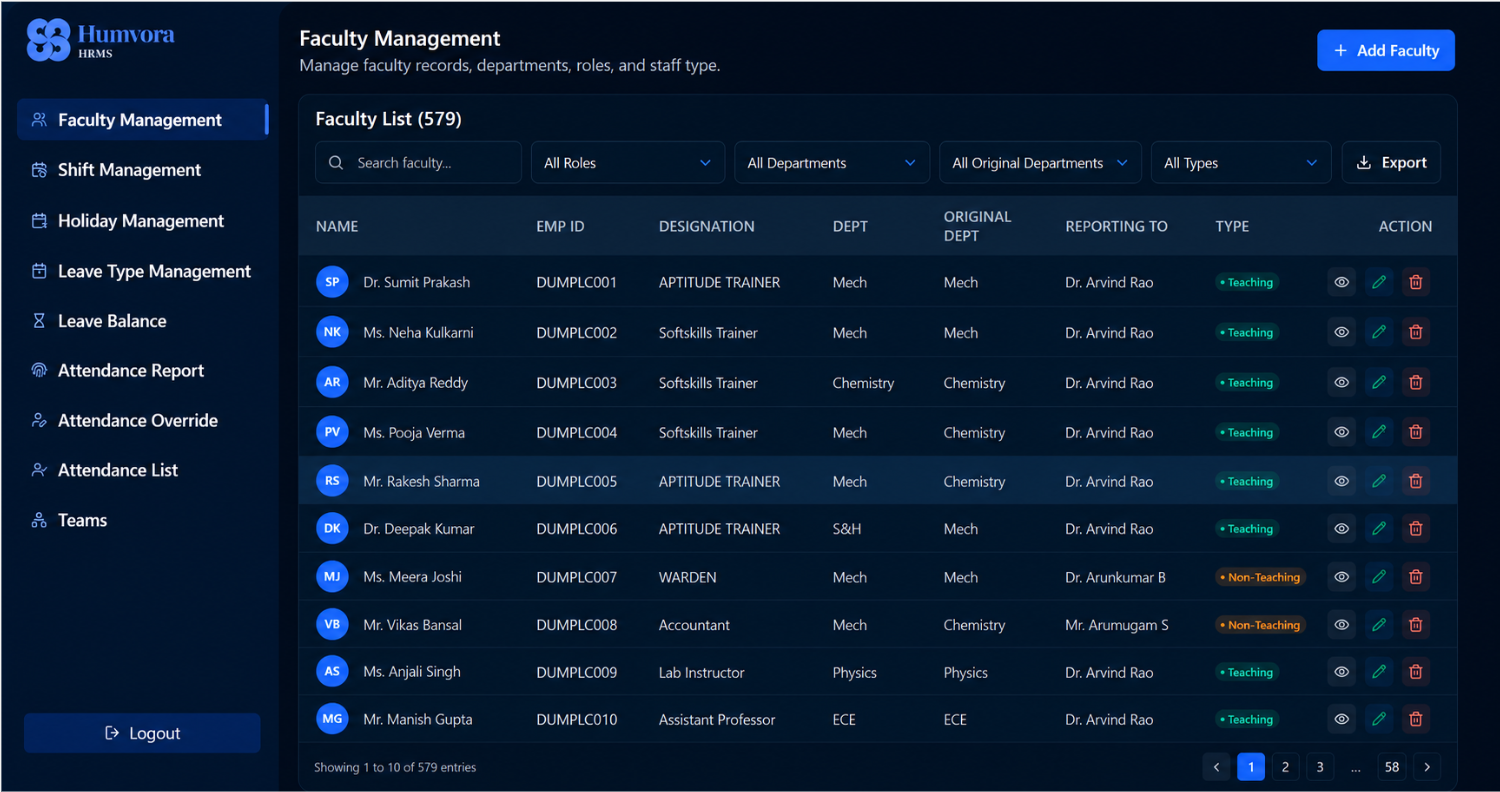 Humvora
HRMS
Faculty Management
Shift Management
Holiday Management
Leave Type Management
Leave Balance
Attendance Report
Attendance Override
Attendance List
Teams
Logout
Faculty Management
Manage faculty records, departments, roles, and staff type.
+ Add Faculty
Faculty List (579)
Search faculty... All Roles All Departments All Original Departments All Types Export
NAME EMP ID DESIGNATION DEPT ORIGINAL DEPT REPORTING TO TYPE ACTION
SP Dr. Sumit Prakash DUMPLC001 APTITUDE TRAINER Mech Mech Dr. Arvind Rao • Teaching
NK Ms. Neha Kulkarni DUMPLC002 Softskills Trainer Mech Mech Dr. Arvind Rao • Teaching
AR Mr. Aditya Reddy DUMPLC003 Softskills Trainer Chemistry Chemistry Dr. Arvind Rao • Teaching
PV Ms. Pooja Verma DUMPLC004 Softskills Trainer Mech Chemistry Dr. Arvind Rao • Teaching
RS Mr. Rakesh Sharma DUMPLC005 APTITUDE TRAINER Mech Chemistry Dr. Arvind Rao • Teaching
DK Dr. Deepak Kumar DUMPLC006 APTITUDE TRAINER S&H Mech Dr. Arvind Rao • Teaching
MJ Ms. Meera Joshi DUMPLC007 WARDEN Mech Mech Dr. Arunkumar B • Non-Teaching
VB Mr. Vikas Bansal DUMPLC008 Accountant Mech Chemistry Mr. Arumugam S • Non-Teaching
AS Ms. Anjali Singh DUMPLC009 Lab Instructor Physics Physics Dr. Arvind Rao • Teaching
MG Mr. Manish Gupta DUMPLC010 Assistant Professor ECE ECE Dr. Arvind Rao • Teaching
Showing 1 to 10 of 579 entries
< 1 2 3 ... 58 >